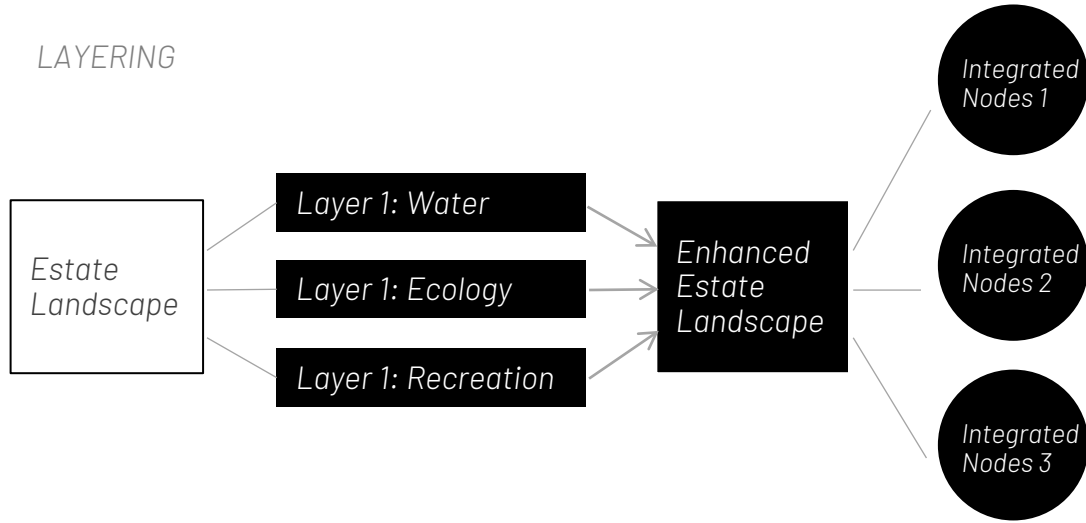 LAYERING
Estate
Landscape
Layer 1: Water
Layer 1: Ecology
Layer 1: Recreation
Enhanced
Estate
Landscape
Integrated
Nodes 1
Integrated
Nodes 2
Integrated
Nodes 3